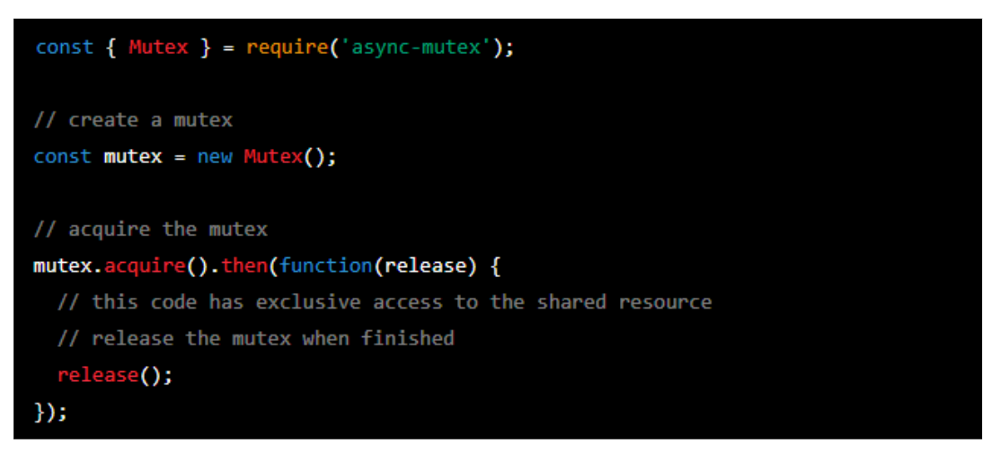 const { Mutex } = require('async-mutex');
// create a mutex
const mutex = new Mutex();
// acquire the mutex
mutex.acquire().then(function(release) {
// this code has exclusive access to the shared resource
// release the mutex when finished
release();
});